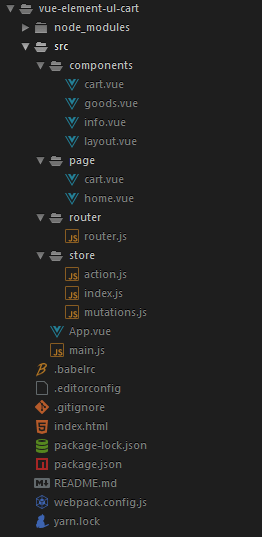 vue-element-ul-cart
node_modules
src
components
cart.vue
goods.vue
info.vue
layout.vue
page
cart.vue
home.vue
router
router.js
store
action.js
index.js
mutations.js
App.vue
main.js
.babelrc
.editorconfig
.gitignore
index.html
package-lock.json
package.json
README.md
webpack.config.js
yarn.lock